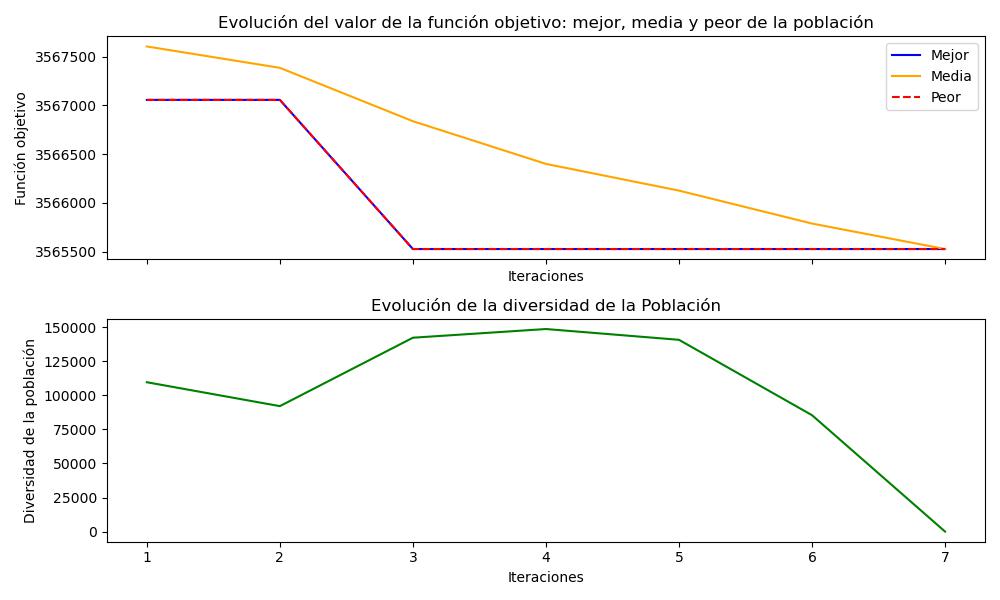 Evolución del valor de la función objetivo: mejor, media y peor de la población
Función objetivo
3567500
3567000
3566500
3566000
3565500
Mejor
Media
Peor
Iteraciones
Evolución de la diversidad de la Población
Diversidad de la población
150000
125000
100000
75000
50000
25000
0
1 2 3 4 5 6 7
Iteraciones